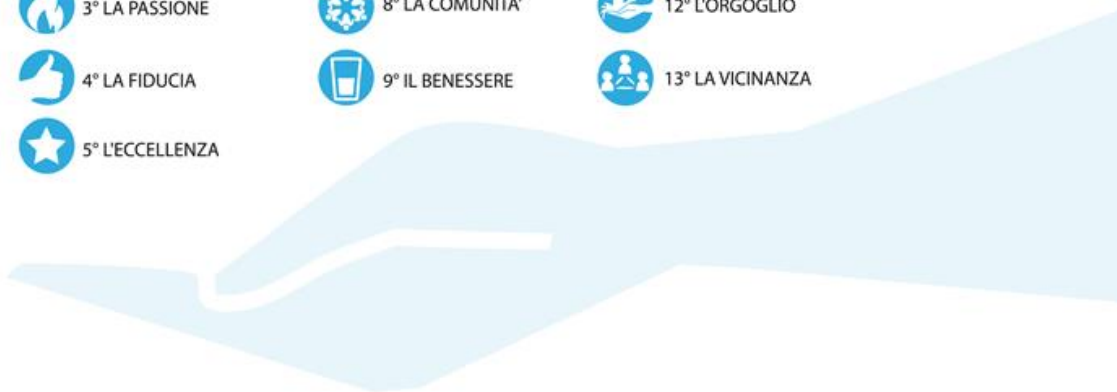 3° LA PASSIONE
4° LA FIDUCIA
5° L'ECCELLENZA
8° LA COMUNITA'
9° IL BENESSERE
12° L'ORGOGLIO
13° LA VICINANZA